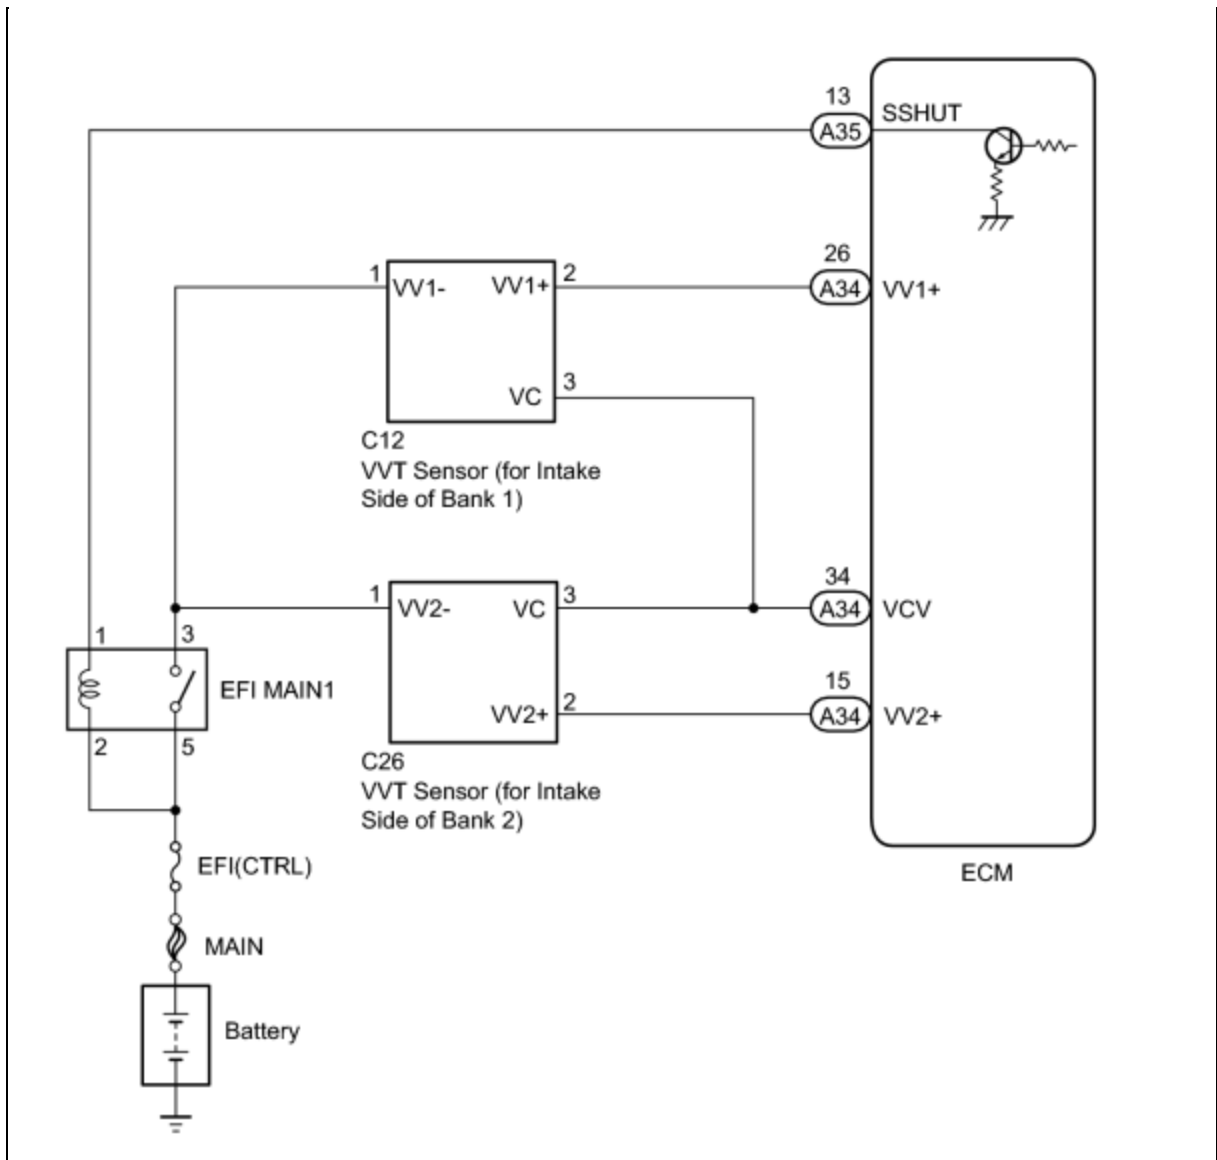 13
SSHUT
A35
26
1
2
VV1-
VV1+
A34
VV1+
3
VC
C12
VVT Sensor (for Intake
Side of Bank 1)
34
1
3
VV2-
VC
A34
VCV
1
3
EFI MAIN1
15
2
VV2+
A34
VV2+
2
5
C26
VVT Sensor (for Intake
Side of Bank 2)
EFI(CTRL)
ECM
MAIN
Battery